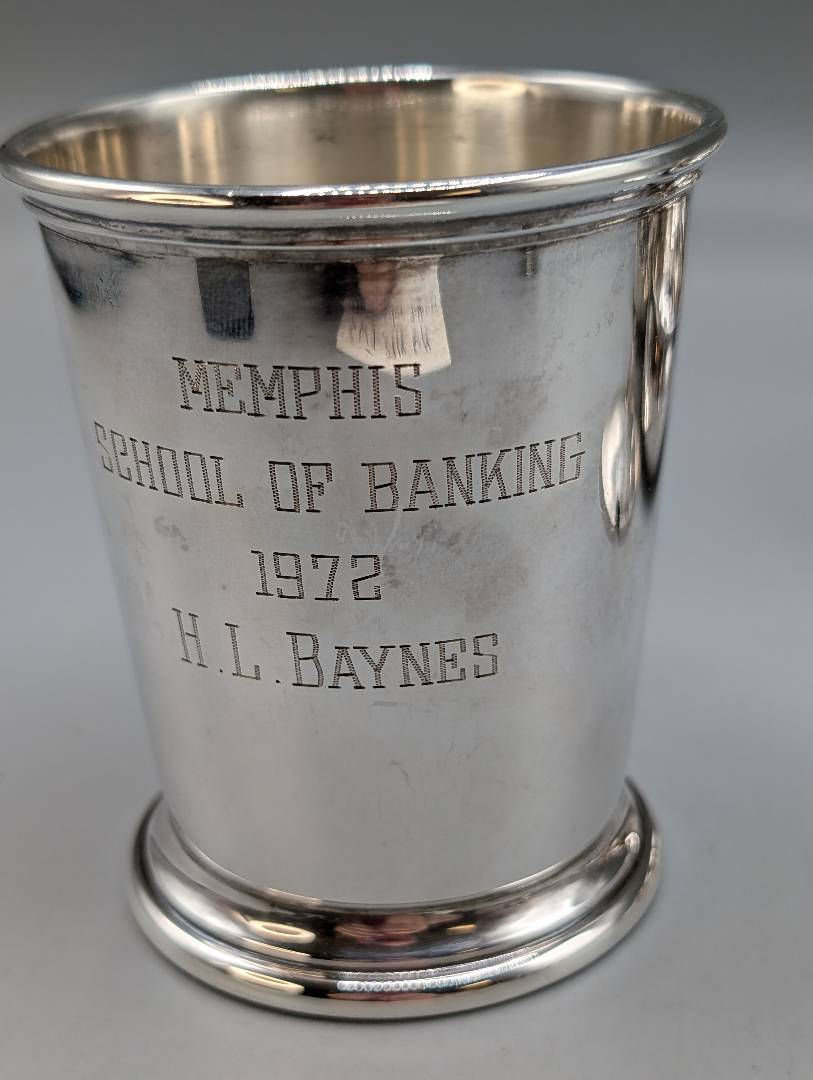 MEMPHIS
SCHOOL OF BANKING
1972
H.L.BAYNES